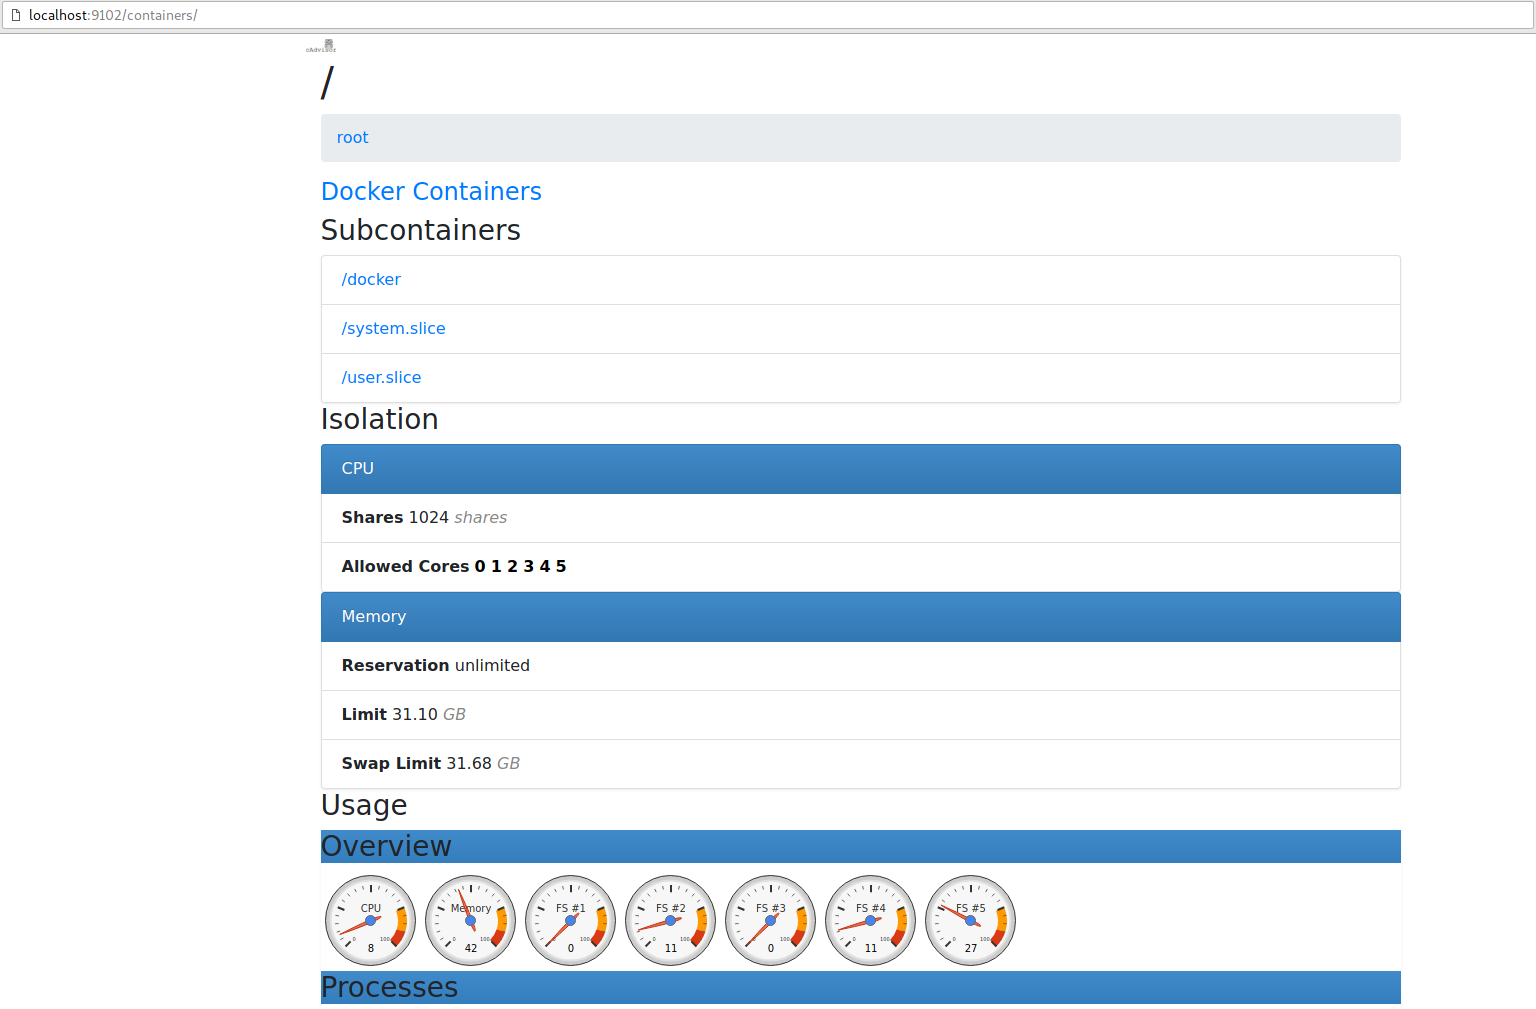 localhost:9102/containers/
cAdvisor
/
root
Docker Containers
Subcontainers
/docker
/system.slice
/user.slice
Isolation
CPU
Shares 1024 shares
Allowed Cores 0 1 2 3 4 5
Memory
Reservation unlimited
Limit 31.10 GB
Swap Limit 31.68 GB
Usage
Overview
CPU Memory FS #1 FS #2 FS #3 FS #4 FS #5
0 100 0 100 0 100 0 100 0 100 0 100 0 100
8 42 0 11 0 11 27
Processes